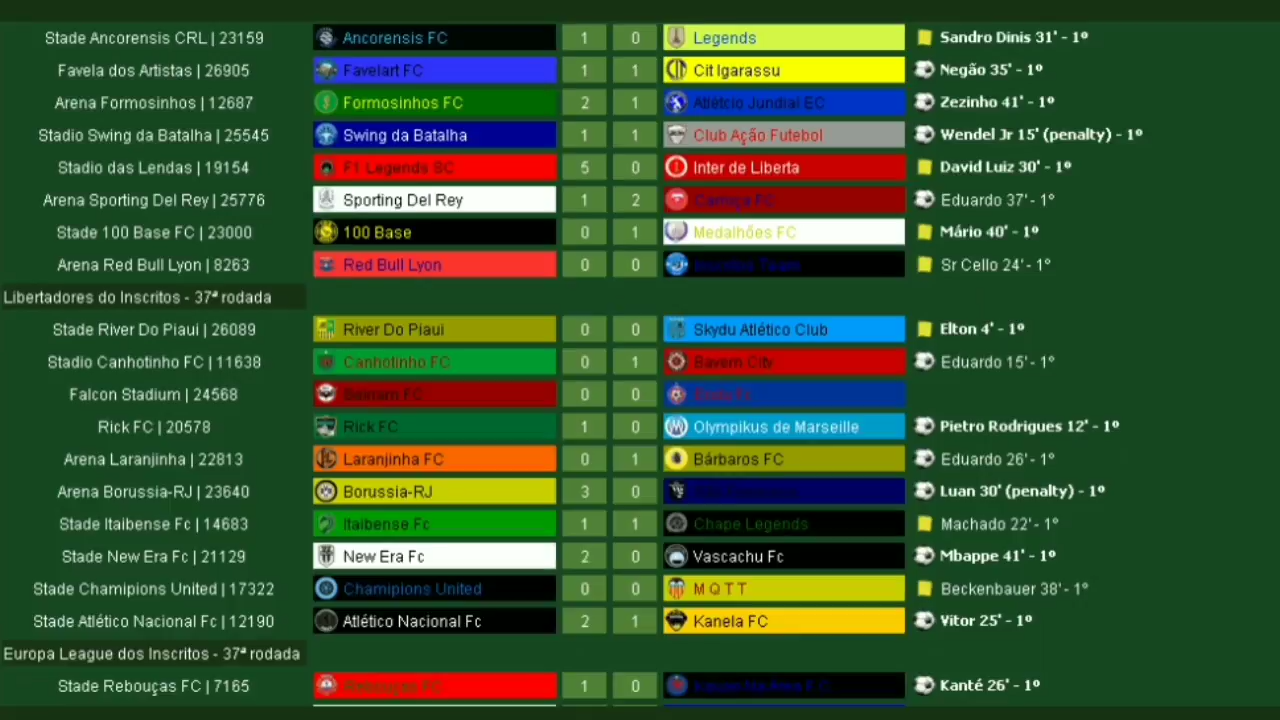 Stade Ancorensis CRL | 23159 Ancorensis FC 1 0 Legends Sandro Dinis 31' - 1º
Favela dos Artistas | 26905 Favelart FC 1 1 Cit Igarassu Negão 35' - 1º
Arena Formosinhos | 12687 Formosinhos FC 2 1 Atlétcio Jundial EC Zezinho 41' - 1º
Stadio Swing da Batalha | 25545 Swing da Batalha 1 1 Club Ação Futebol Wendel Jr 15' (penalty) - 1º
Stadio das Lendas | 19154 F1 Legends SC 5 0 Inter de Liberta David Luiz 30' - 1º
Arena Sporting Del Rey | 25776 Sporting Del Rey 1 2 FC Eduardo 37' - 1º
Stade 100 Base FC | 23000 100 Base 0 1 Medalhões FC Mário 40' - 1º
Arena Red Bull Lyon | 8263 Red Bull Lyon 0 0 Team Sr Cello 24' - 1º
Libertadores do Inscritos - 37ª rodada
Stade River Do Piaui | 26089 River Do Piaui 0 0 Skydu Atlético Club Elton 4' - 1º
Stadio Canhotinho FC | 11638 Canhotinho FC 0 1 Bayern City Eduardo 15' - 1º
Falcon Stadium | 24568 FC 0 0
Rick FC | 20578 Rick FC 1 0 Olympikus de Marseille Pietro Rodrigues 12' - 1º
Arena Laranjinha | 22813 Laranjinha FC 0 1 Bárbaros FC Eduardo 26' - 1º
Arena Borussia-RJ | 23640 Borussia-RJ 3 0 Luan 30' (penalty) - 1º
Stade Itaibense Fc | 14683 Itaibense Fc 1 1 Chape Legends Machado 22' - 1º
Stade New Era Fc | 21129 New Era Fc 2 0 Vascachu Fc Mbappe 41' - 1º
Stade Chaimpions United | 17322 Chaimpions United 0 0 M Q T T Beckenbauer 38' - 1º
Stade Atlético Nacional Fc | 12190 Atlético Nacional Fc 2 1 Kanela FC Vitor 25' - 1º
Europa League dos Inscritos - 37ª rodada
Stade Rebouças FC | 7165 Rebouças FC 1 0 Kanté 26' - 1º